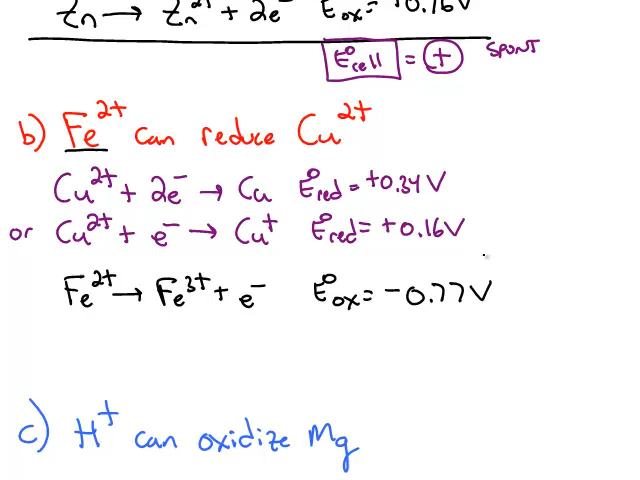 Zn → Zn²⁺ + 2e⁻ E°ox = +0.76V
E°cell = + SPONT
b) Fe²⁺ can reduce Cu²⁺
Cu²⁺ + 2e⁻ → Cu E°red = +0.34 V
or Cu²⁺ + e⁻ → Cu⁺ E°red = +0.16V
Fe²⁺ → Fe³⁺ + e⁻ E°ox = -0.77V
c) H⁺ can oxidize Mg